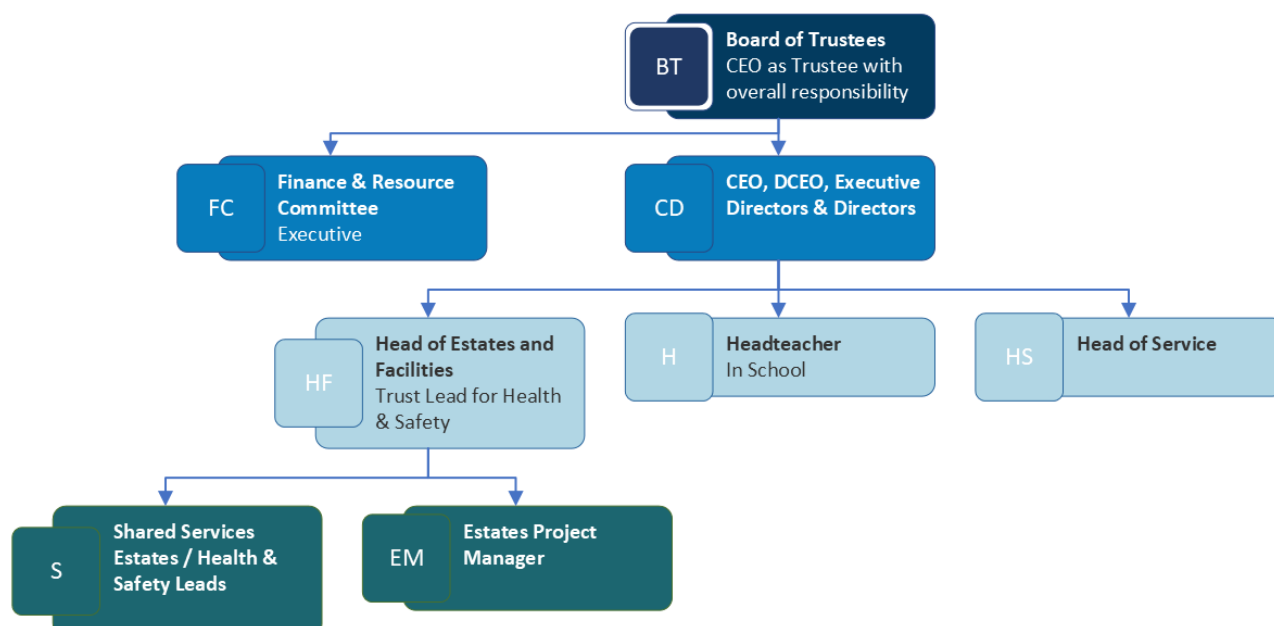 BT
Board of Trustees
CEO as Trustee with
overall responsibility
FC
Finance & Resource
Committee
Executive
CD
CEO, DCEO, Executive
Directors & Directors
HF
Head of Estates and
Facilities
Trust Lead for Health
& Safety
H
Headteacher
In School
HS
Head of Service
S
Shared Services
Estates / Health &
Safety Leads
EM
Estates Project
Manager